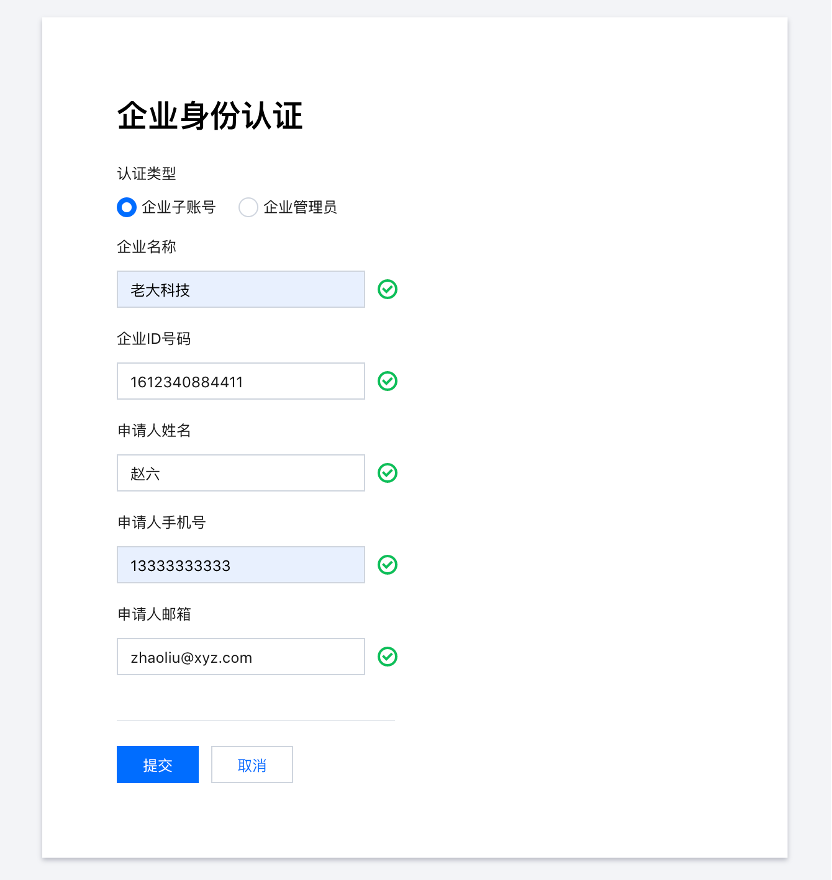 企业身份认证
认证类型
企业子账号 企业管理员
企业名称
老大科技
企业ID号码
1612340884411
申请人姓名
赵六
申请人手机号
13333333333
申请人邮箱
zhaoliu@xyz.com
提交 取消